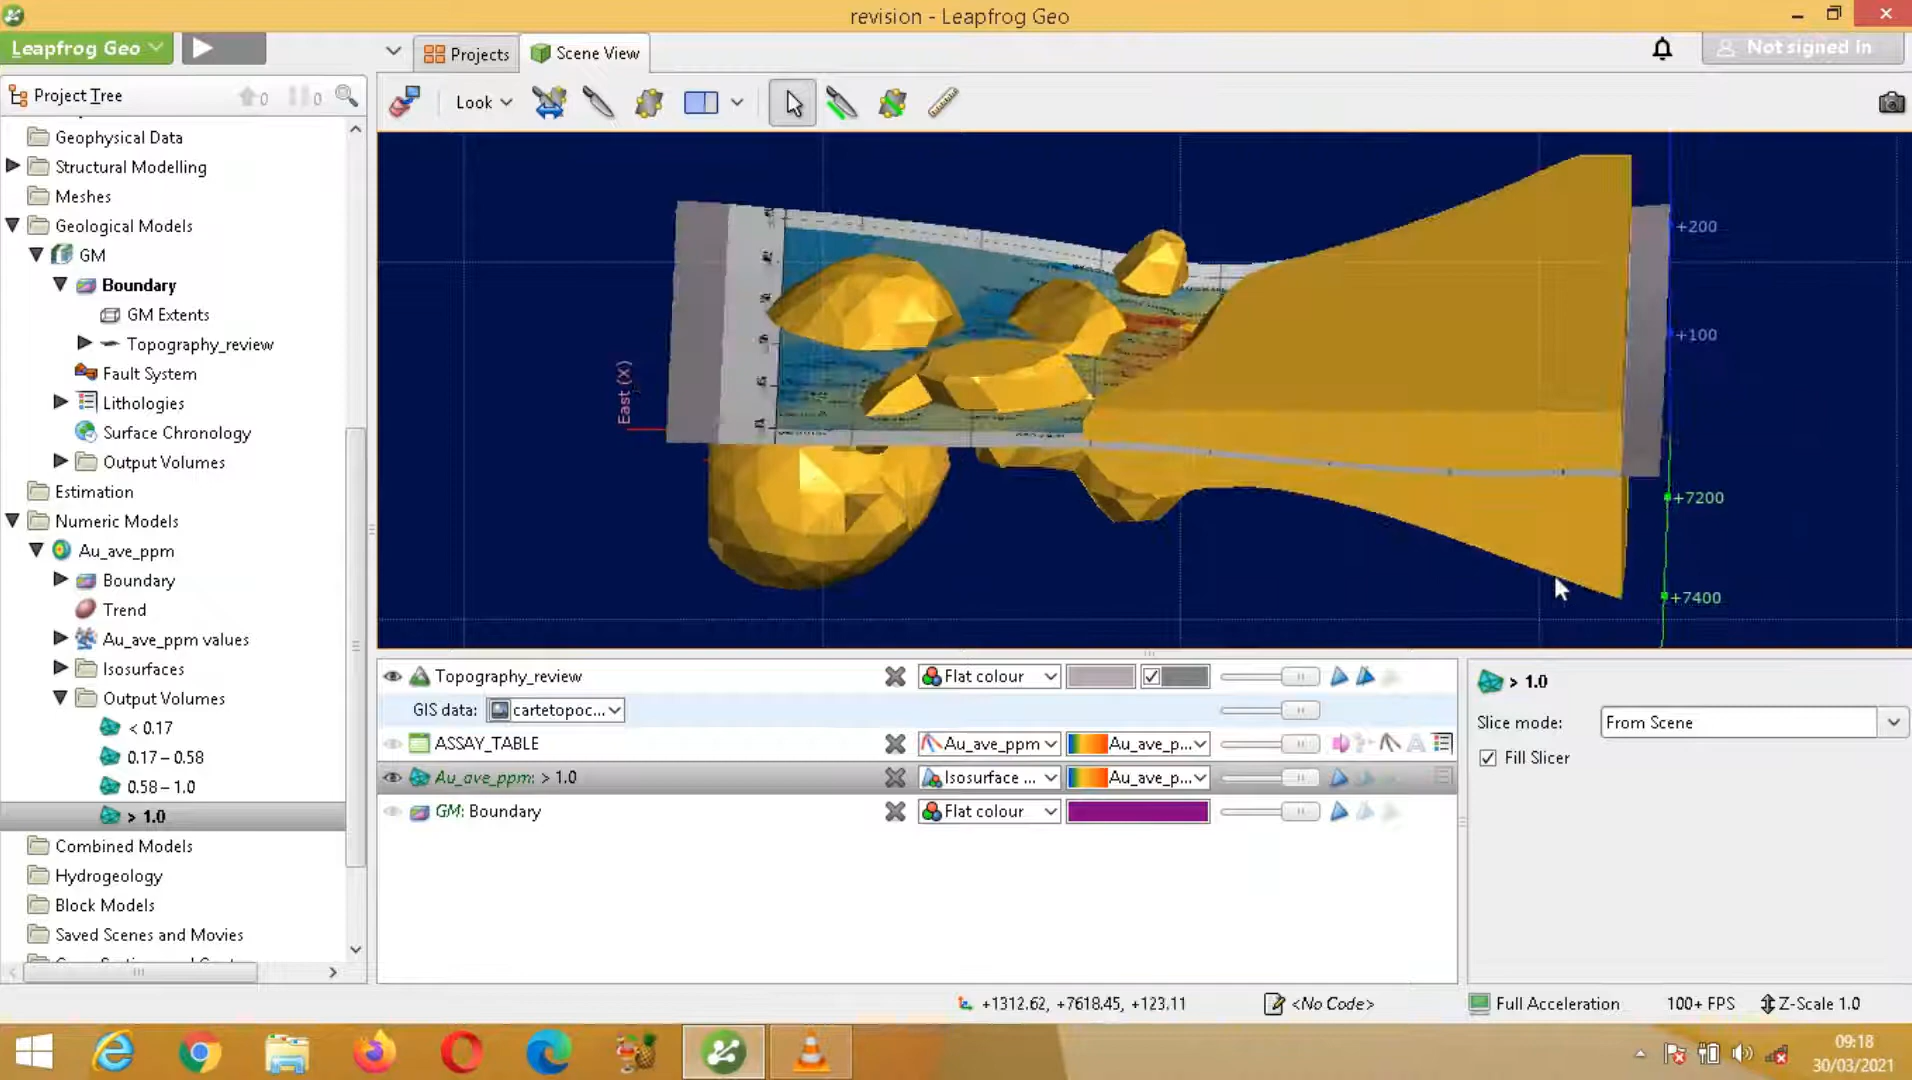 revision - Leapfrog Geo
Leapfrog Geo
Projects
Scene View
Not signed in
Project Tree
0
0
Look
Geophysical Data
Structural Modelling
Meshes
Geological Models
GM
Boundary
GM Extents
Topography_review
Fault System
Lithologies
Surface Chronology
Output Volumes
Estimation
Numeric Models
Au_ave_ppm
Boundary
Trend
Au_ave_ppm values
Isosurfaces
Output Volumes
< 0.17
0.17 – 0.58
0.58 – 1.0
> 1.0
Combined Models
Hydrogeology
Block Models
Saved Scenes and Movies
East (X)
+200
+100
+7200
+7400
Topography_review
Flat colour
GIS data:
cartetopoc...
ASSAY_TABLE
Au_ave_ppm
Au_ave_p...
Au_ave_ppm: > 1.0
Isosurface ...
Au_ave_p...
GM: Boundary
Flat colour
> 1.0
Slice mode:
From Scene
Fill Slicer
+1312.62, +7618.45, +123.11
<No Code>
Full Acceleration
100+ FPS
Z-Scale 1.0
09:18
30/03/2021